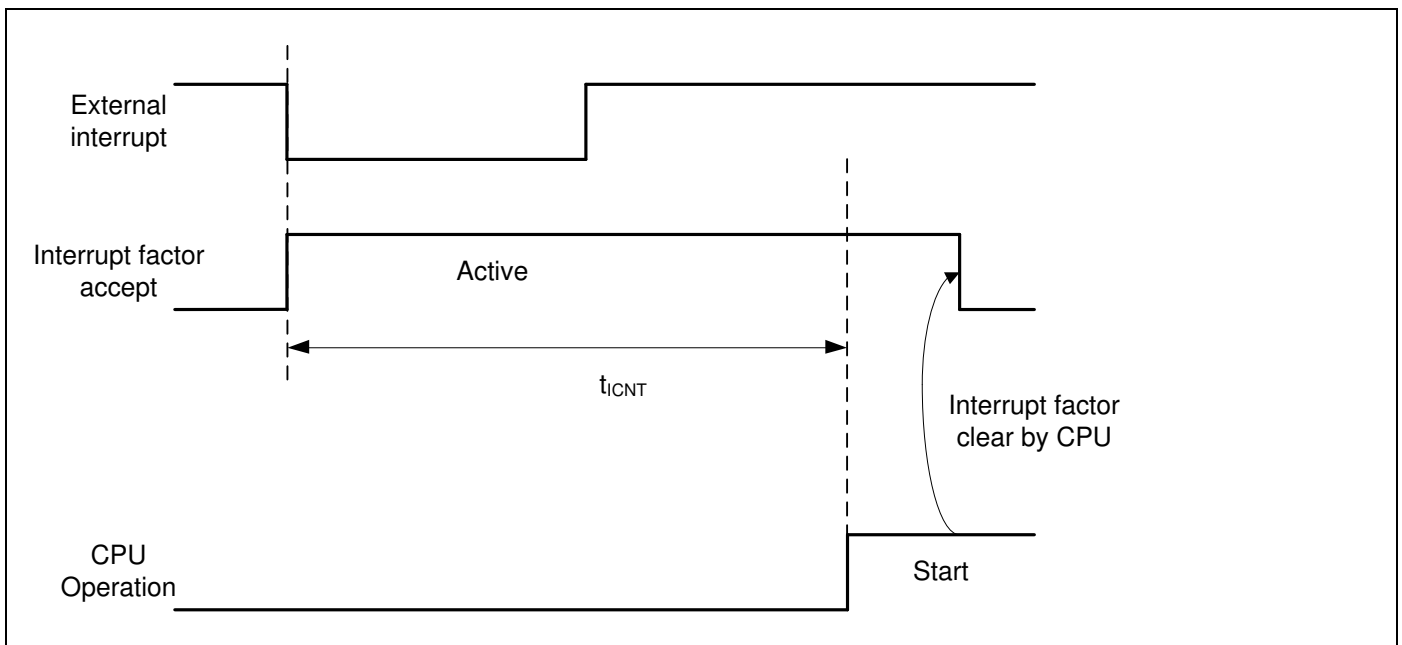 External
interrupt
Interrupt factor
accept
Active
tICNT
Interrupt factor
clear by CPU
CPU
Operation
Start